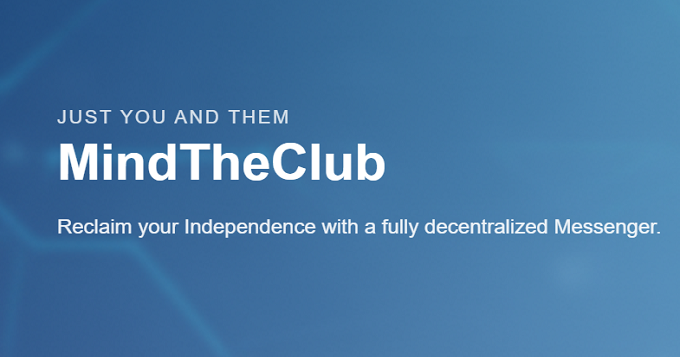 JUST YOU AND THEM
MindTheClub
Reclaim your Independence with a fully decentralized Messenger.